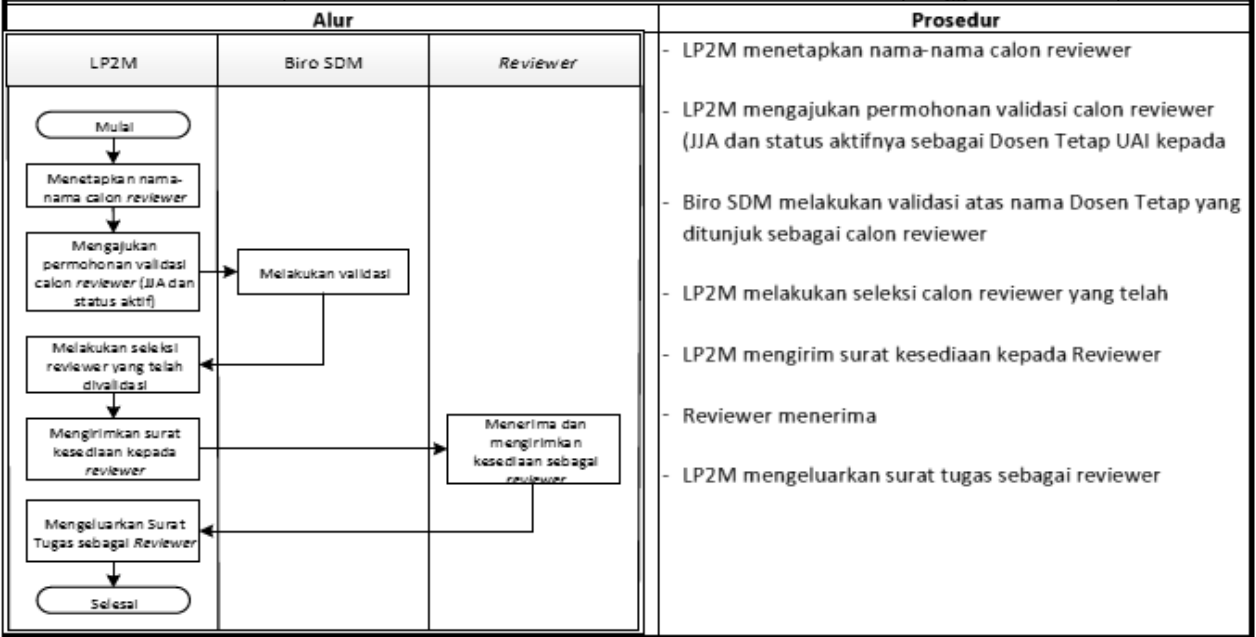 Alur
Prosedur
LP2M
Biro SDM
Reviewer
Mulai
Menetapkan nama-
nama calon reviewer
Mengajukan
permohonan validasi
calon reviewer (JJA dan
status aktif)
Melakukan validasi
Melakukan seleksi
reviewer yang telah
divalidasi
Mengirimkan surat
kesediaan kepada
reviewer
Menerima dan
mengirimkan
kesediaan sebagai
reviewer
Mengeluarkan Surat
Tugas sebagai Reviewer
Selesai
- LP2M menetapkan nama-nama calon reviewer
- LP2M mengajukan permohonan validasi calon reviewer
(JJA dan status aktifnya sebagai Dosen Tetap UAI kepada
- Biro SDM melakukan validasi atas nama Dosen Tetap yang
ditunjuk sebagai calon reviewer
- LP2M melakukan seleksi calon reviewer yang telah
- LP2M mengirim surat kesediaan kepada Reviewer
- Reviewer menerima
- LP2M mengeluarkan surat tugas sebagai reviewer